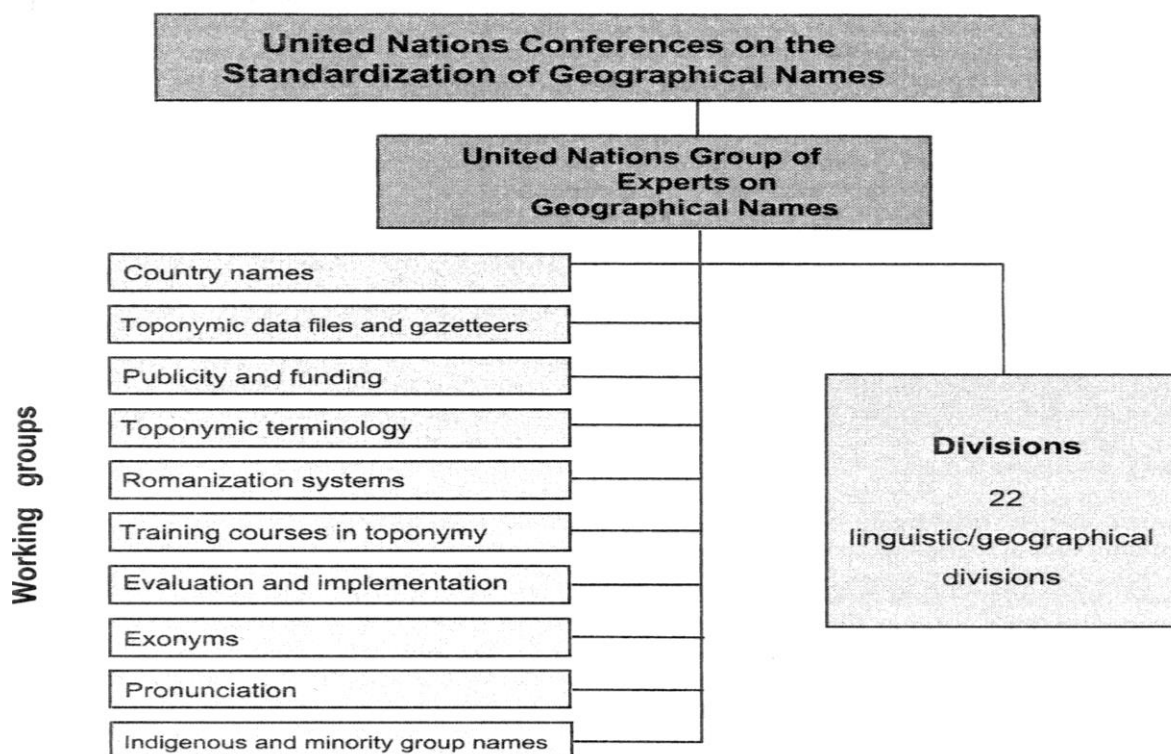 United Nations Conferences on the
Standardization of Geographical Names
United Nations Group of
Experts on
Geographical Names
Working groups
Country names
Toponymic data files and gazetteers
Publicity and funding
Toponymic terminology
Romanization systems
Training courses in toponymy
Evaluation and implementation
Exonyms
Pronunciation
Indigenous and minority group names
Divisions
22
linguistic/geographical
divisions